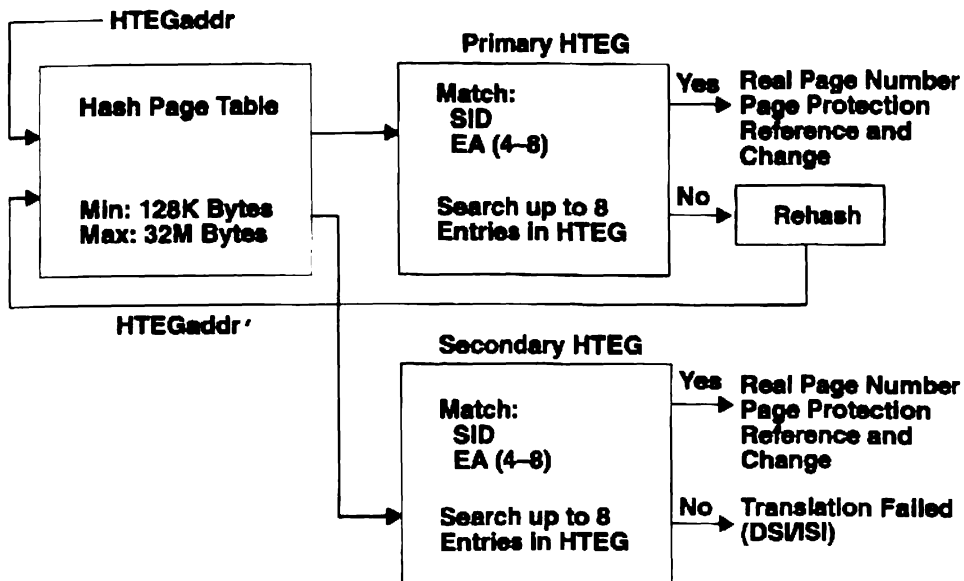 HTEGaddr
Hash Page Table
Min: 128K Bytes
Max: 32M Bytes
Primary HTEG
Match:
SID
EA (4–8)
Search up to 8
Entries in HTEG
Yes
Real Page Number
Page Protection
Reference and
Change
No
Rehash
HTEGaddr′
Secondary HTEG
Match:
SID
EA (4–8)
Search up to 8
Entries in HTEG
Yes
Real Page Number
Page Protection
Reference and
Change
No
Translation Failed
(DSI/ISI)